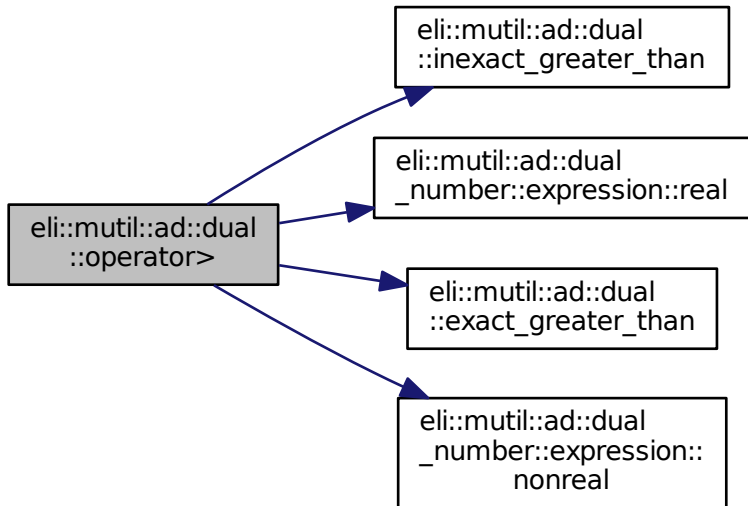 eli::mutil::ad::dual
::inexact_greater_than
eli::mutil::ad::dual
_number::expression::real
eli::mutil::ad::dual
::operator>
eli::mutil::ad::dual
::exact_greater_than
eli::mutil::ad::dual
_number::expression::
nonreal